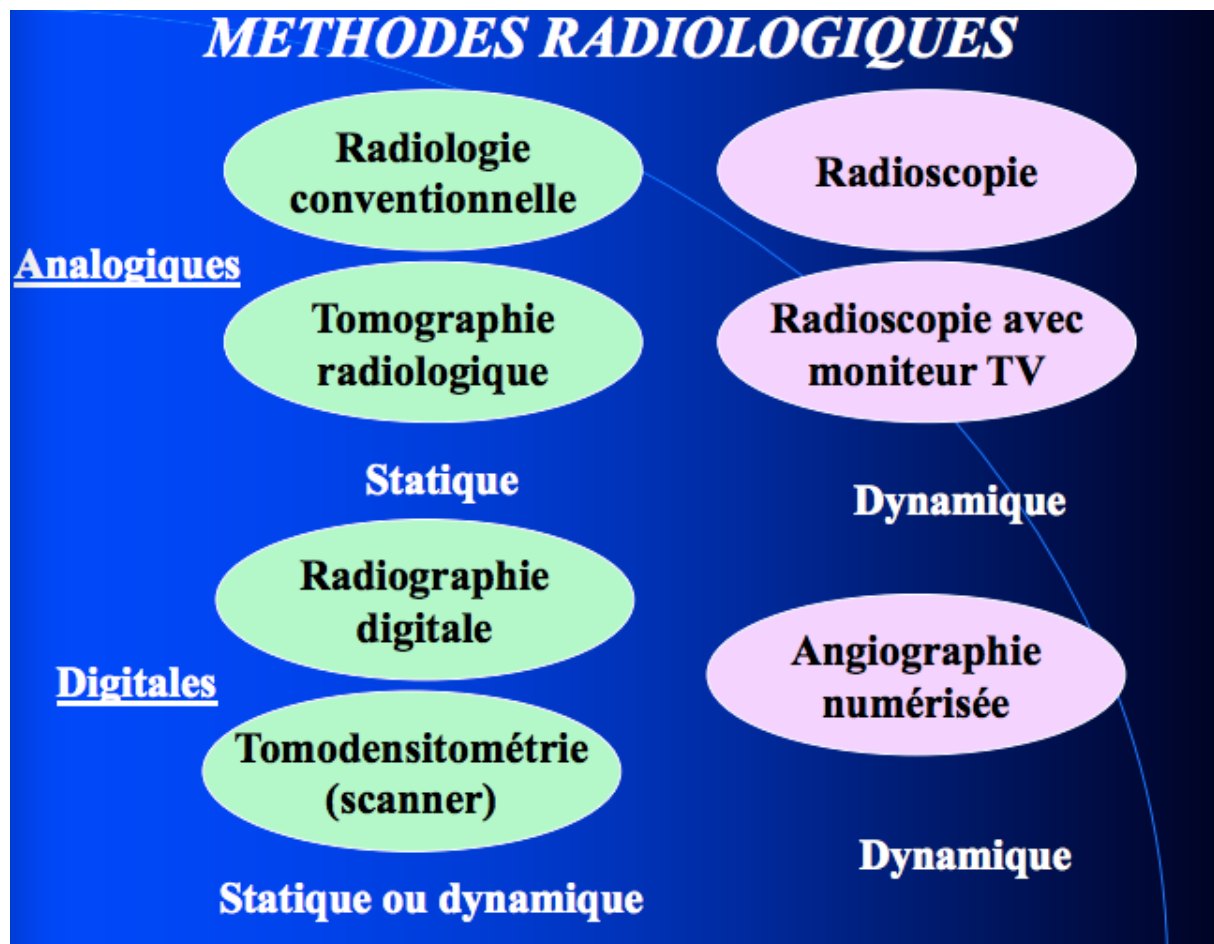 METHODES RADIOLOGIQUES
Radiologie
conventionnelle
Radioscopie
Analogiques
Tomographie
radiologique
Radioscopie avec
moniteur TV
Statique
Dynamique
Radiographie
digitale
Angiographie
numérisée
Digitales
Tomodensitométrie
(scanner)
Dynamique
Statique ou dynamique